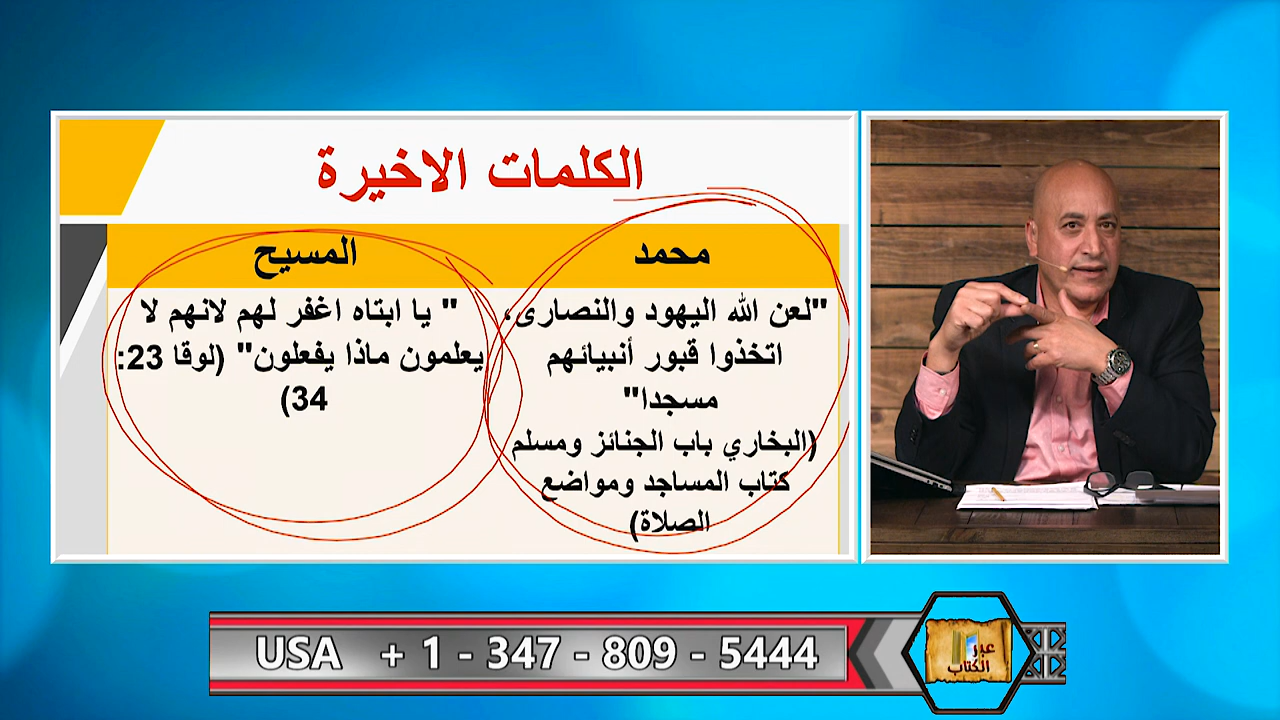 الكلمات الاخيرة
محمد
"لعن الله اليهود والنصارى،
اتخذوا قبور أنبيائهم
مسجدا"
(البخاري باب الجنائز ومسلم
كتاب المساجد ومواضع
الصلاة)
المسيح
" يا ابتاه اغفر لهم لانهم لا
يعلمون ماذا يفعلون" (لوقا 23:
34)
USA + 1 - 347 - 809 - 5444
عبر
الكتاب